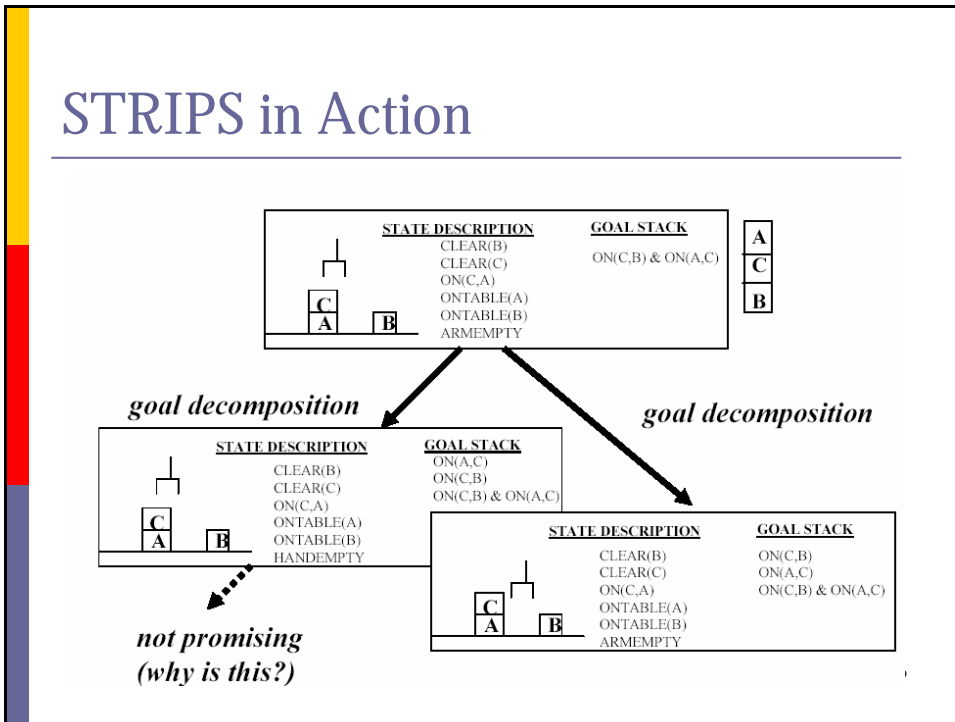 STRIPS in Action
STATE DESCRIPTION
CLEAR(B)
CLEAR(C)
ON(C,A)
ONTABLE(A)
ONTABLE(B)
ARMEMPTY
GOAL STACK
ON(C,B) & ON(A,C)
C
A
B
A
C
B
goal decomposition
goal decomposition
STATE DESCRIPTION
CLEAR(B)
CLEAR(C)
ON(C,A)
ONTABLE(A)
ONTABLE(B)
HANDEMPTY
GOAL STACK
ON(A,C)
ON(C,B)
ON(C,B) & ON(A,C)
C
A
B
STATE DESCRIPTION
CLEAR(B)
CLEAR(C)
ON(C,A)
ONTABLE(A)
ONTABLE(B)
ARMEMPTY
GOAL STACK
ON(C,B)
ON(A,C)
ON(C,B) & ON(A,C)
C
A
B
not promising
(why is this?)